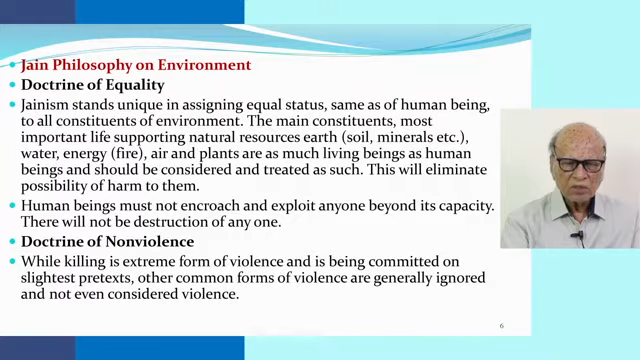 Jain Philosophy on Environment
Doctrine of Equality
Jainism stands unique in assigning equal status, same as of human being,
to all constituents of environment. The main constituents, most
important life supporting natural resources earth (soil, minerals etc.),
water, energy (fire), air and plants are as much living beings as human
beings and should be considered and treated as such. This will eliminate
possibility of harm to them.
Human beings must not encroach and exploit anyone beyond its capacity.
There will not be destruction of any one.
Doctrine of Nonviolence
While killing is extreme form of violence and is being committed on
slightest pretexts, other common forms of violence are generally ignored
and not even considered violence.
6